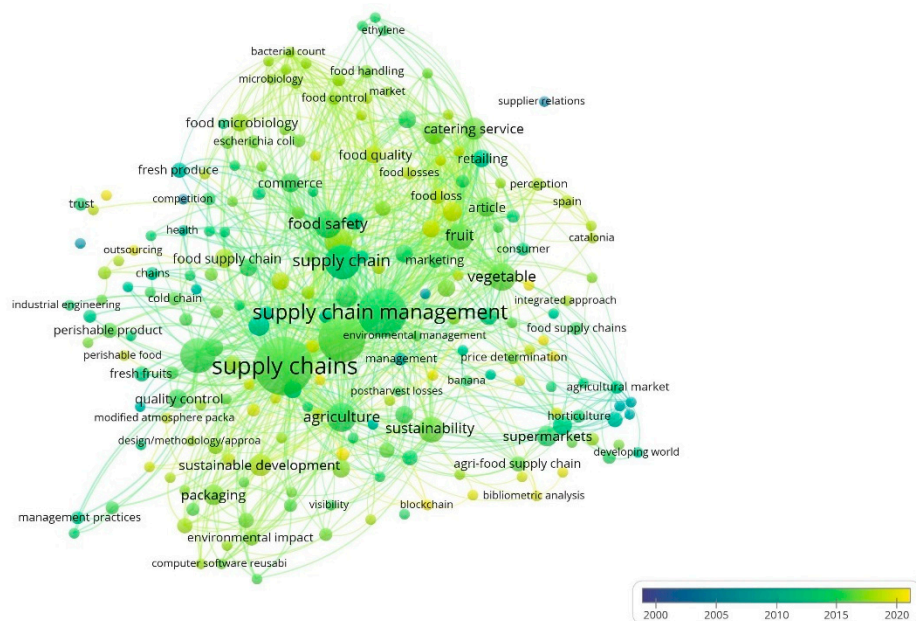 ethylene
bacterial count
food handling
microbiology
market
food control
supplier relations
food microbiology
catering service
escherichia coli
food quality
retailing
fresh produce
food losses
commerce
perception
competition
food loss
spain
trust
article
food safety
health
fruit
catalonia
outsourcing
consumer
food supply chain
supply chain
marketing
chains
vegetable
cold chain
integrated approach
industrial engineering
supply chain management
food supply chains
perishable product
environmental management
perishable food
management
price determination
supply chains
fresh fruits
banana
agricultural market
quality control
postharvest losses
modified atmosphere packa
agriculture
horticulture
sustainability
supermarkets
design/methodology/approa
developing world
sustainable development
agri-food supply chain
packaging
bibliometric analysis
visibility
blockchain
management practices
environmental impact
computer software reusabi
2000 2005 2010 2015 2020